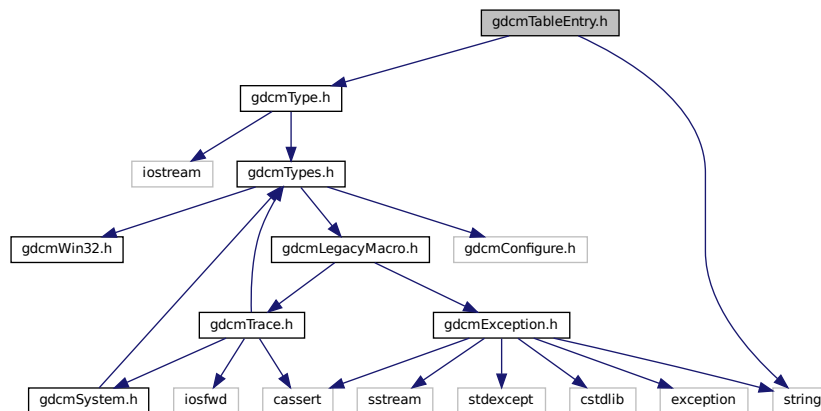 gdcmTableEntry.h
gdcmType.h
iostream
gdcmTypes.h
gdcmWin32.h
gdcmLegacyMacro.h
gdcmConfigure.h
gdcmTrace.h
gdcmException.h
gdcmSystem.h
iosfwd
cassert
sstream
stdexcept
cstdlib
exception
string